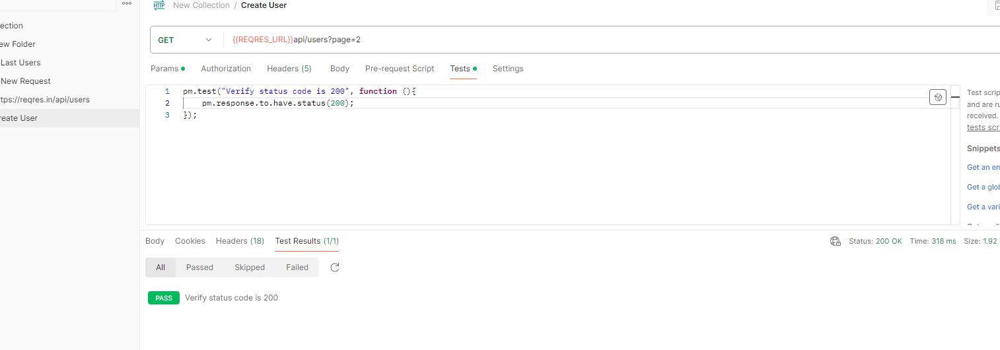 HTTP New Collection / Create User
ection
ew Folder
Last Users
New Request
tps://reqres.in/api/users
reate User
GET {{REQRES_URL}}api/users?page=2
Params Authorization Headers (5) Body Pre-request Script Tests Settings
1 pm.test("Verify status code is 200", function (){
2 pm.response.to.have.status(200);
3 });
Test scrip
and are ru
received.
tests scri
Snippets
Get an en
Get a glob
Get a vari
Body Cookies Headers (18) Test Results (1/1) Status: 200 OK Time: 318 ms Size: 1.92
All Passed Skipped Failed
PASS Verify status code is 200